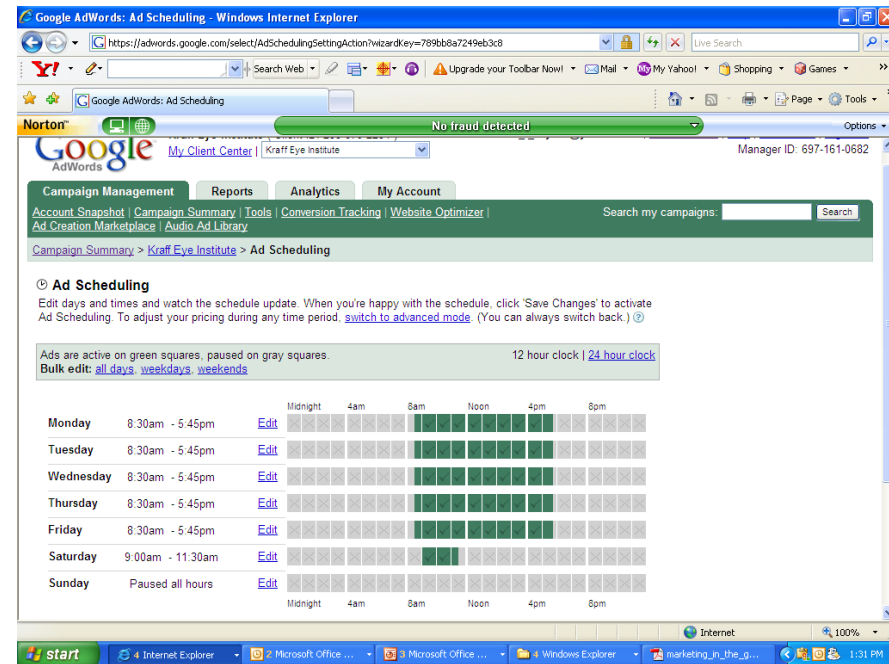 Google AdWords: Ad Scheduling - Windows Internet Explorer
https://adwords.google.com/select/AdSchedulingSettingAction?wizardKey=789bb8a7249eb3c8
Live Search
Y! Search Web Upgrade your Toolbar Now! Mail My Yahoo! Shopping Games
Google AdWords: Ad Scheduling
Page Tools
Norton™ No fraud detected Options
Google AdWords
My Client Center | Kraff Eye Institute Manager ID: 697-161-0682
Campaign Management Reports Analytics My Account
Account Snapshot | Campaign Summary | Tools | Conversion Tracking | Website Optimizer | Search my campaigns: Search
Ad Creation Marketplace | Audio Ad Library
Campaign Summary > Kraff Eye Institute > Ad Scheduling
Ad Scheduling
Edit days and times and watch the schedule update. When you're happy with the schedule, click 'Save Changes' to activate
Ad Scheduling. To adjust your pricing during any time period, switch to advanced mode. (You can always switch back.) ?
Ads are active on green squares, paused on gray squares. 12 hour clock | 24 hour clock
Bulk edit: all days, weekdays, weekends
Midnight 4am 8am Noon 4pm 8pm
Monday 8:30am - 5:45pm Edit
Tuesday 8:30am - 5:45pm Edit
Wednesday 8:30am - 5:45pm Edit
Thursday 8:30am - 5:45pm Edit
Friday 8:30am - 5:45pm Edit
Saturday 9:00am - 11:30am Edit
Sunday Paused all hours Edit
Midnight 4am 8am Noon 4pm 8pm
Internet 100%
start 4 Internet Explorer 2 Microsoft Office ... 3 Microsoft Office ... 4 Windows Explorer marketing_in_the_g... 1:31 PM